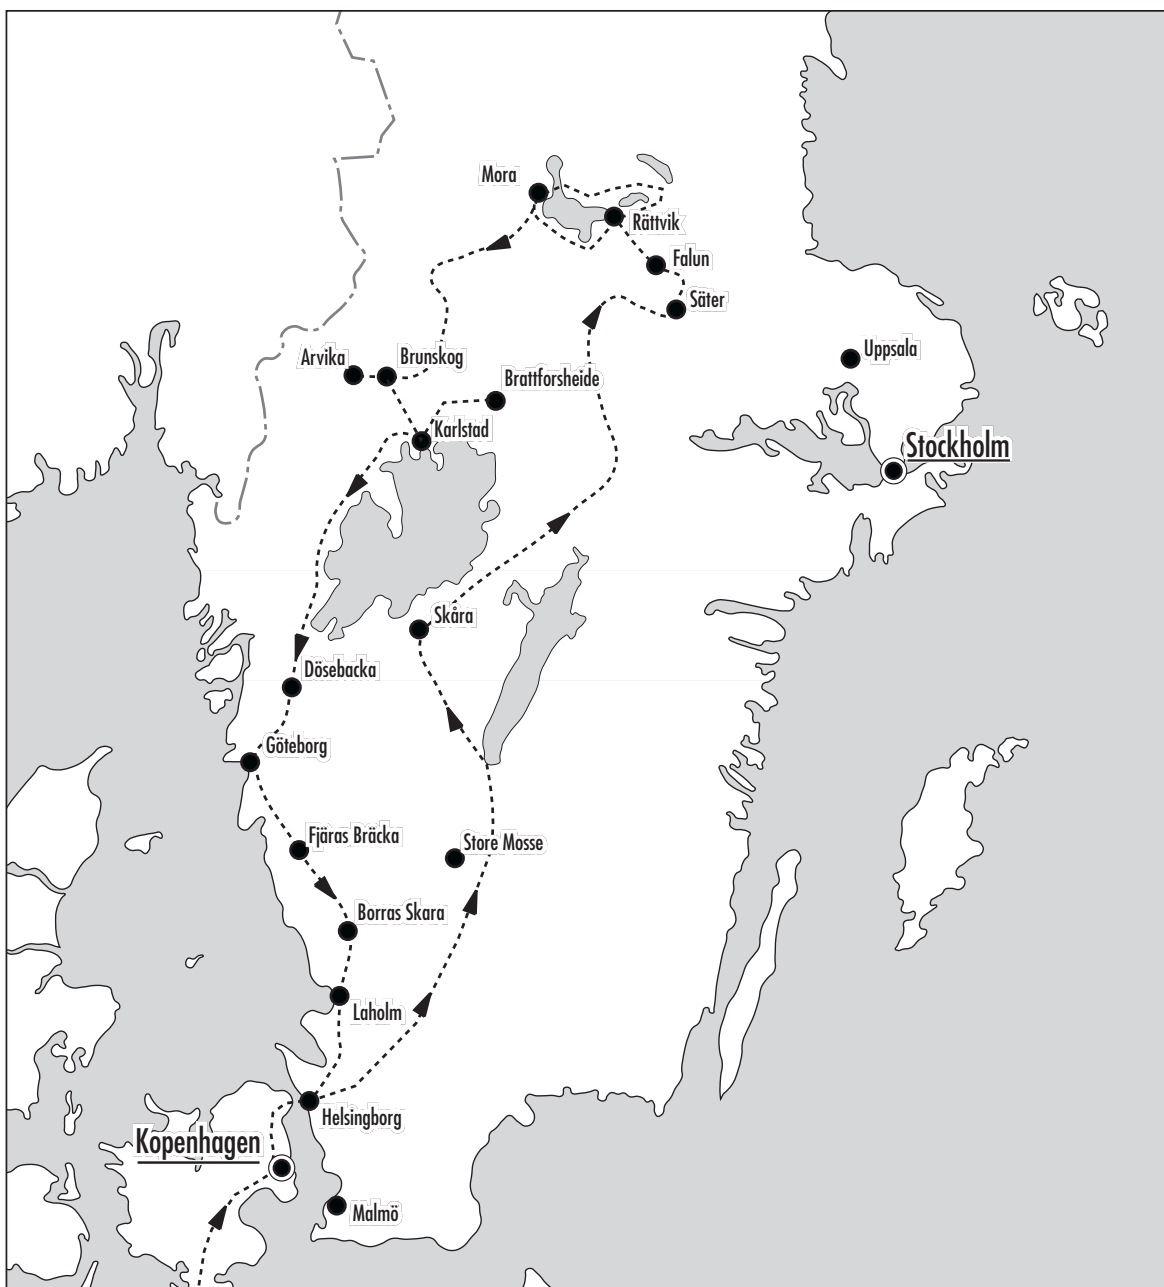 Mora
Rättvik
Falun
Säter
Uppsala
Arvika
Brunskog
Brattforsheide
Karlstad
Stockholm
Skåra
Dösebacka
Göteborg
Fjäras Bräcka
Store Mosse
Borras Skara
Laholm
Helsingborg
Kopenhagen
Malmö